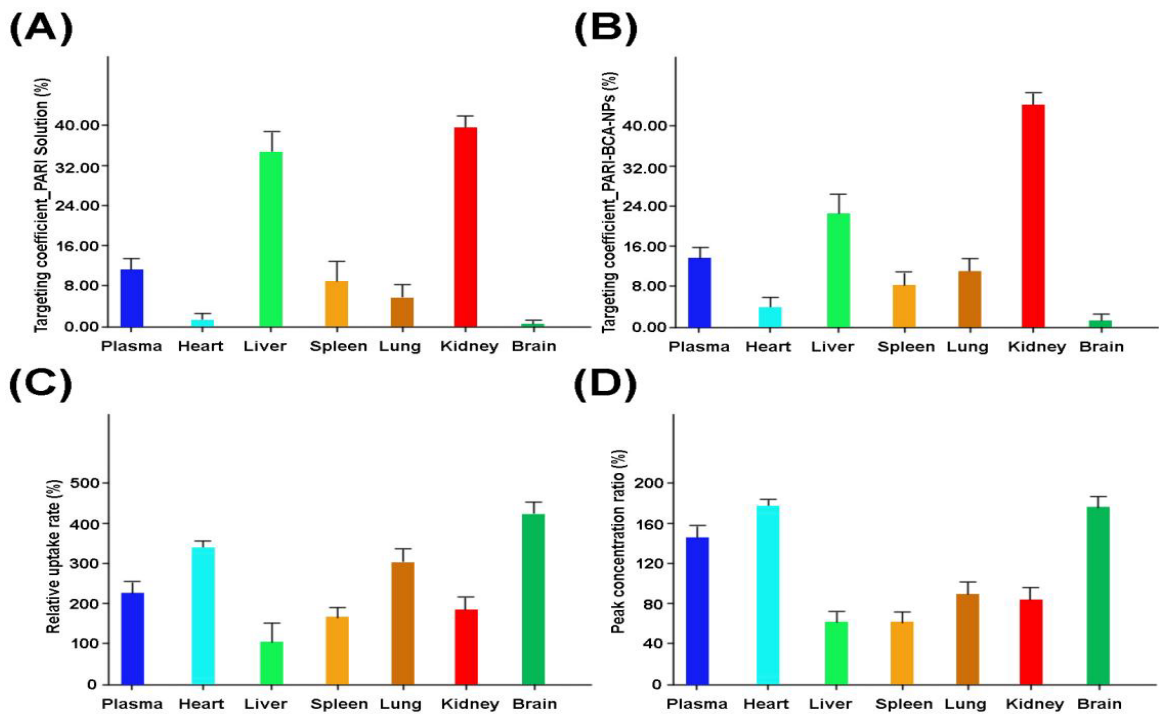 (A)
Targeting coefficient_PARI Solution (%)
40.00
32.00
24.00
16.00
8.00
0.00
Plasma Heart Liver Spleen Lung Kidney Brain
(B)
Targeting coefficient_PARI-BCA-NPs (%)
40.00
32.00
24.00
16.00
8.00
0.00
Plasma Heart Liver Spleen Lung Kidney Brain
(C)
Relative uptake rate (%)
500
400
300
200
100
0
Plasma Heart Liver Spleen Lung Kidney Brain
(D)
Peak concentration ratio (%)
200
160
120
80
40
0
Plasma Heart Liver Spleen Lung Kidney Brain